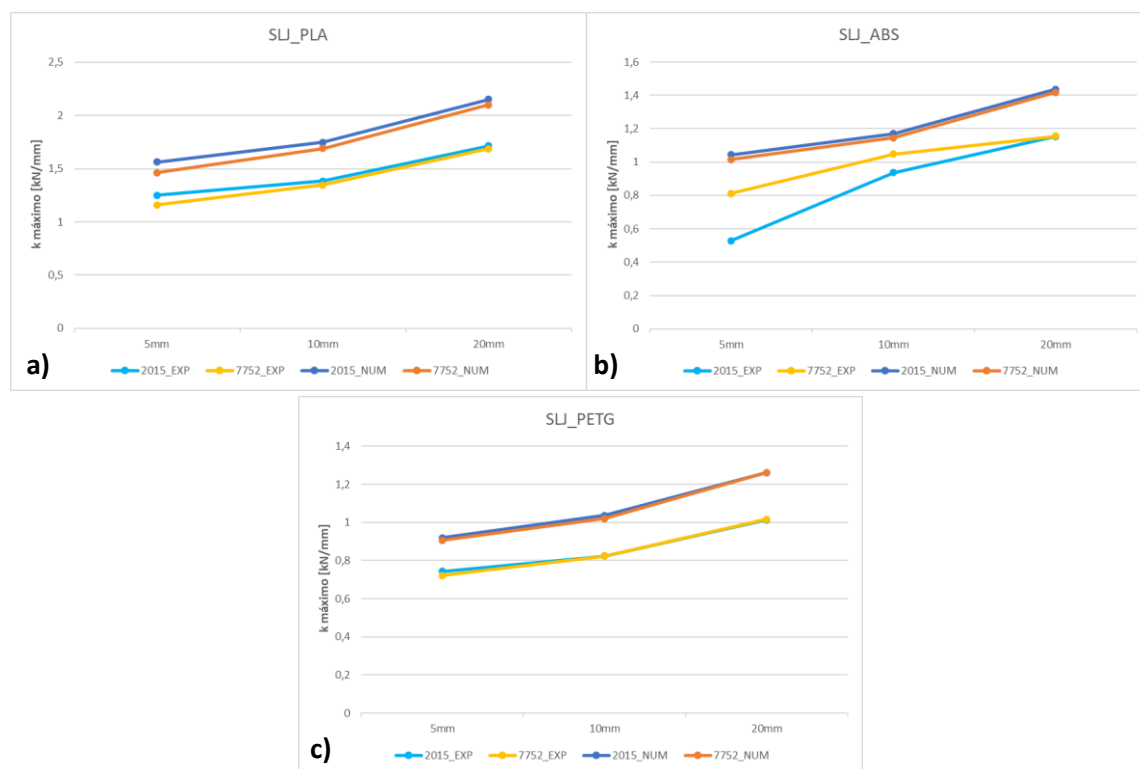 SLJ_PLA
k máximo [kN/mm]
2,5
2
1,5
1
0,5
0
5mm 10mm 20mm
2015_EXP 7752_EXP 2015_NUM 7752_NUM
a)
SLJ_ABS
k máximo [kN/mm]
1,6
1,4
1,2
1
0,8
0,6
0,4
0,2
0
5mm 10mm 20mm
2015_EXP 7752_EXP 2015_NUM 7752_NUM
b)
SLJ_PETG
k máximo [kN/mm]
1,4
1,2
1
0,8
0,6
0,4
0,2
0
5mm 10mm 20mm
2015_EXP 7752_EXP 2015_NUM 7752_NUM
c)